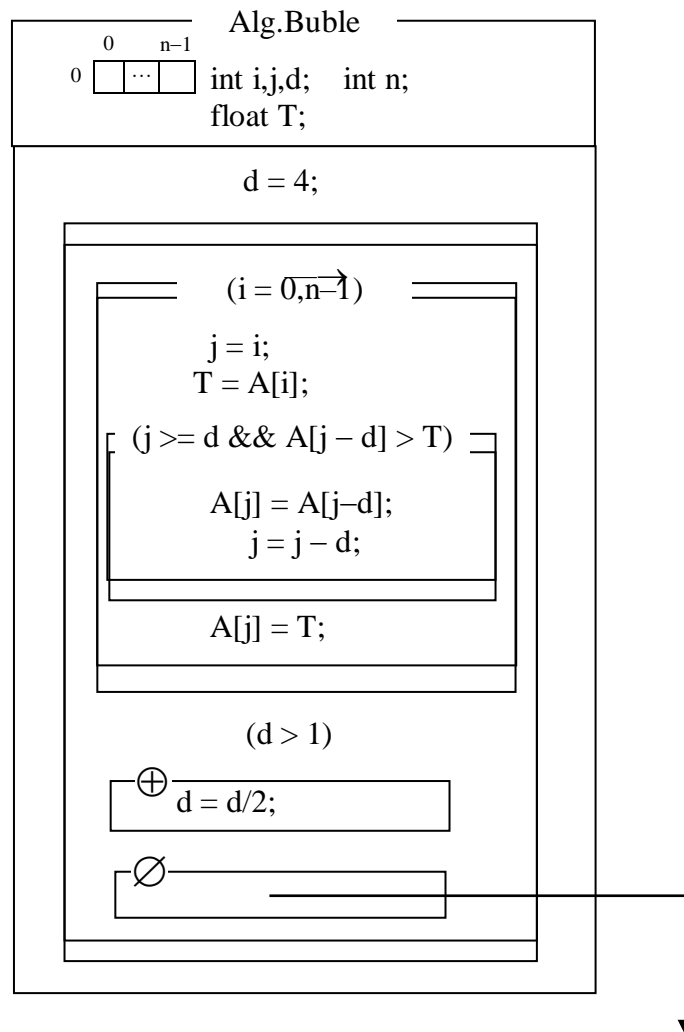 Alg.Buble
0 n–1
0 ... int i,j,d; int n;
float T;
d = 4;
(i = 0,n–1)
j = i;
T = A[i];
(j >= d && A[j – d] > T)
A[j] = A[j–d];
j = j – d;
A[j] = T;
(d > 1)
⊕
d = d/2;
∅